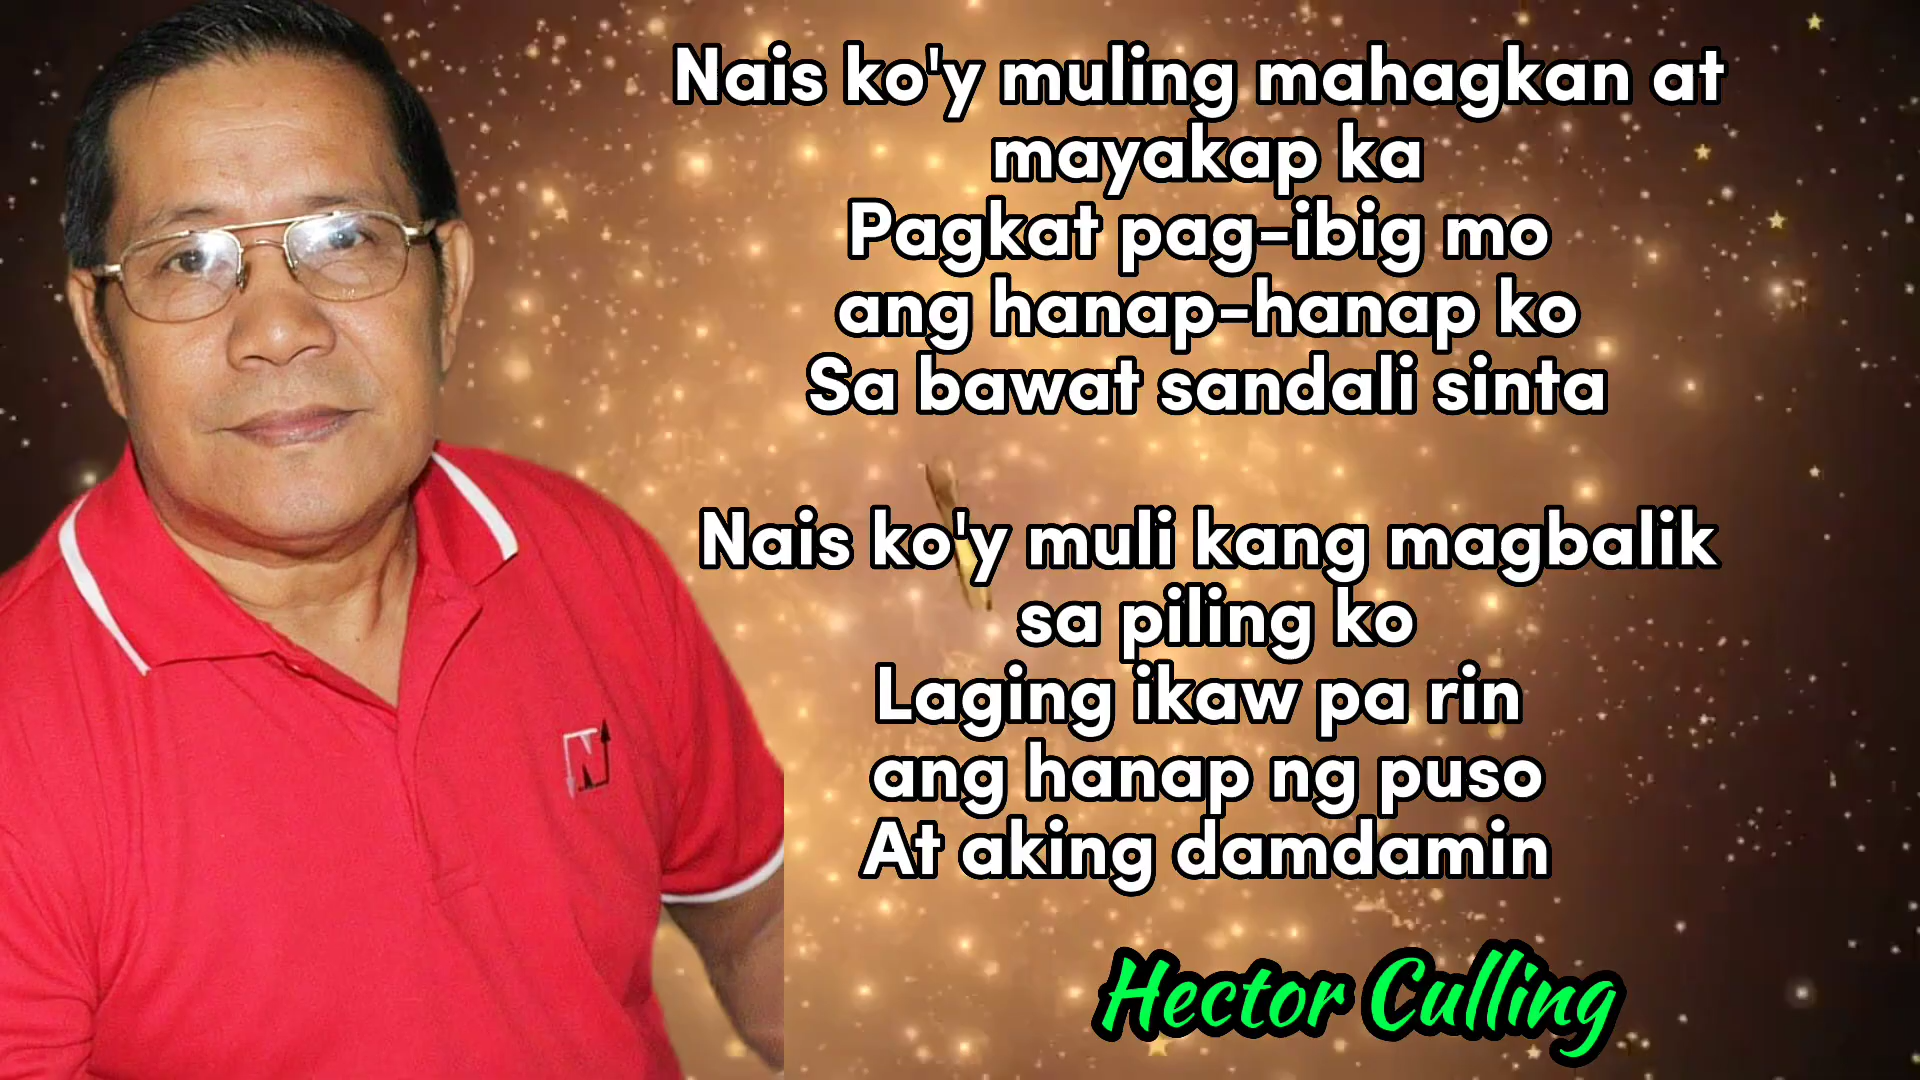 Nais ko'y muling mahagkan at
mayakap ka
Pagkat pag-ibig mo
ang hanap-hanap ko
Sa bawat sandali sinta
Nais ko'y muli kang magbalik
sa piling ko
Laging ikaw pa rin
ang hanap ng puso
At aking damdamin
Hector Culling